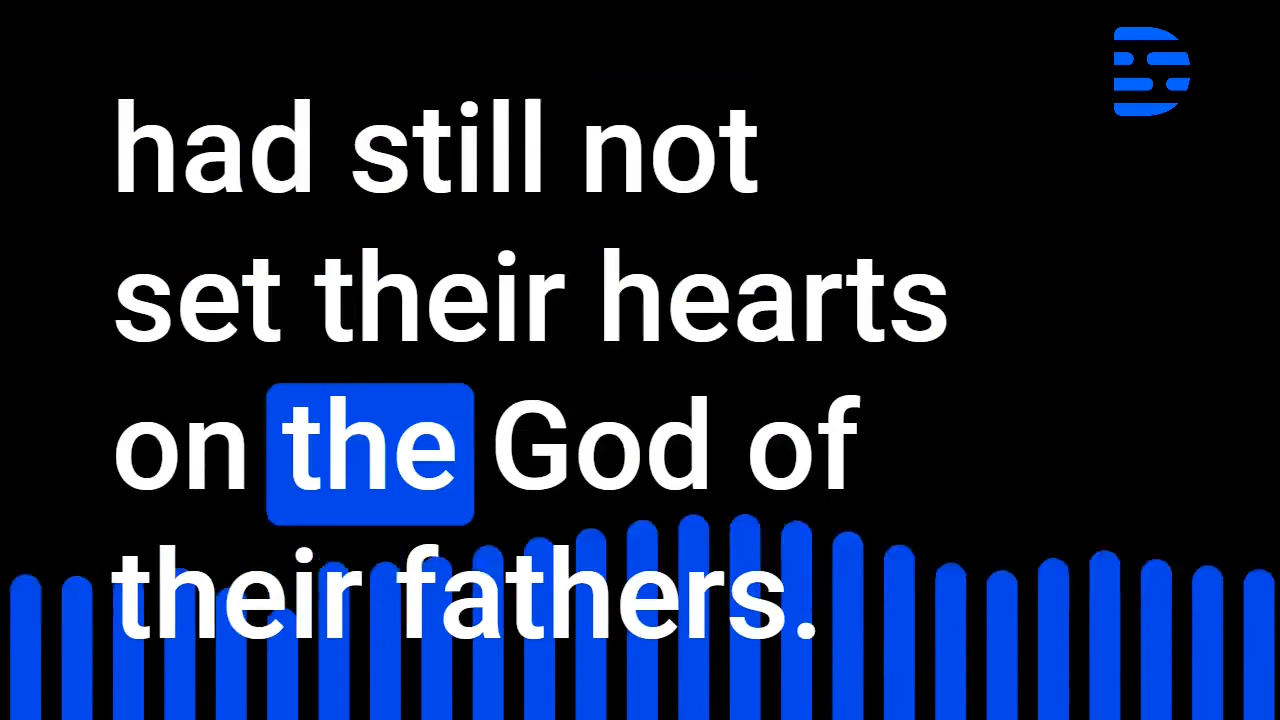 had still not
set their hearts
on the God of
their fathers.